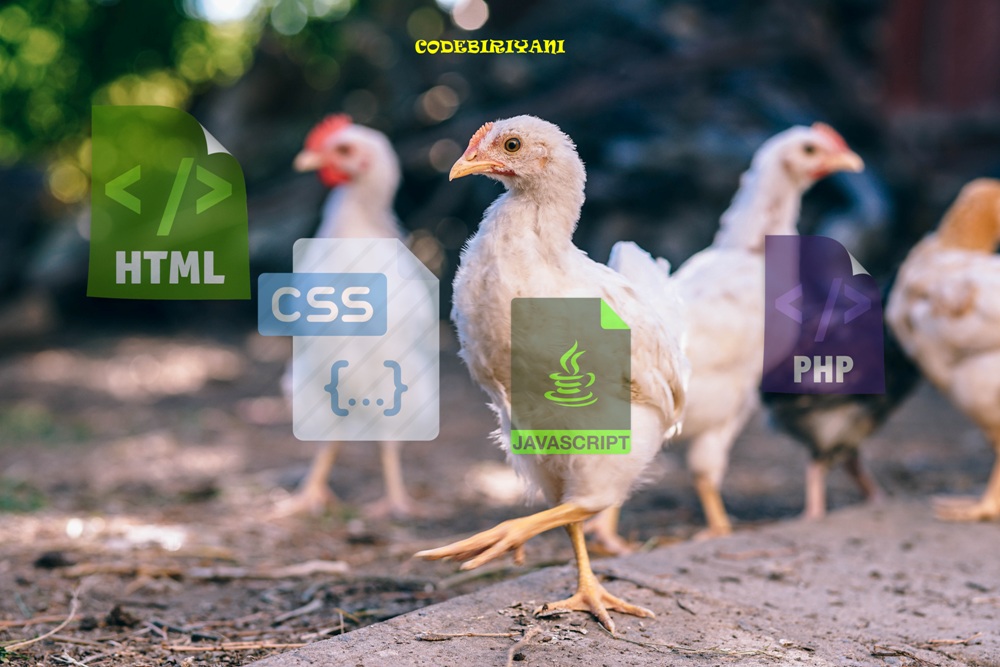 CODEBIRIYANI
</>
HTML
CSS
{...}
</>
PHP
JAVASCRIPT